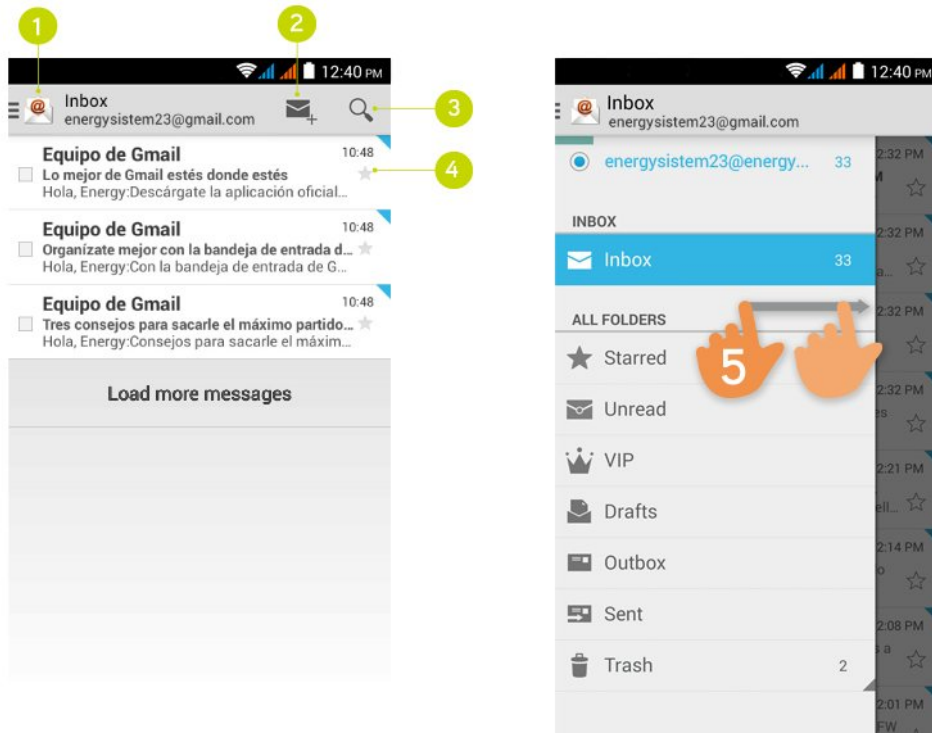 1
2
12:40 PM
Inbox
energysistem23@gmail.com
3
Equipo de Gmail 10:48
Lo mejor de Gmail estés donde estés
4
Hola, Energy:Descárgate la aplicación oficial...
Equipo de Gmail 10:48
Organízate mejor con la bandeja de entrada d...
Hola, Energy:Con la bandeja de entrada de G...
Equipo de Gmail 10:48
Tres consejos para sacarle el máximo partido...
Hola, Energy:Consejos para sacarle el máxim...
Load more messages
12:40 PM
Inbox
energysistem23@gmail.com
energysistem23@energy... 33
2:32 PM
INBOX
2:32 PM
Inbox 33
a...
2:32 PM
ALL FOLDERS
Starred
5
2:32 PM
es
Unread
VIP
2:21 PM
ell...
Drafts
2:14 PM
o
Outbox
Sent
2:08 PM
s a
Trash 2
2:01 PM
FW